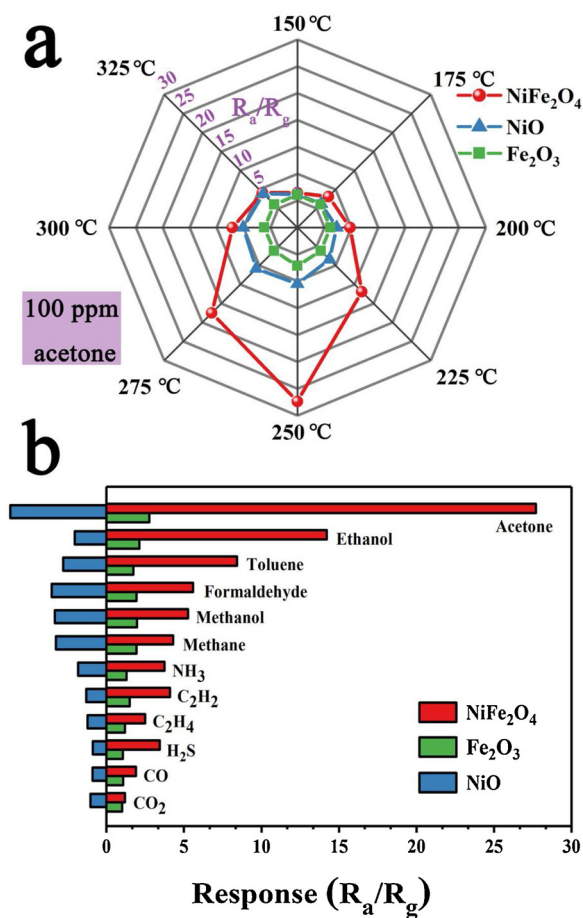 a
150 ℃
325 ℃
175 ℃
30
25
20
15
10
5
Rₐ/R_g
NiFe₂O₄
NiO
Fe₂O₃
300 ℃
200 ℃
100 ppm
acetone
275 ℃
225 ℃
250 ℃
b
Acetone
Ethanol
Toluene
Formaldehyde
Methanol
Methane
NH₃
C₂H₂
C₂H₄
H₂S
CO
CO₂
NiFe₂O₄
Fe₂O₃
NiO
0 5 10 15 20 25 30
Response (Rₐ/R_g)